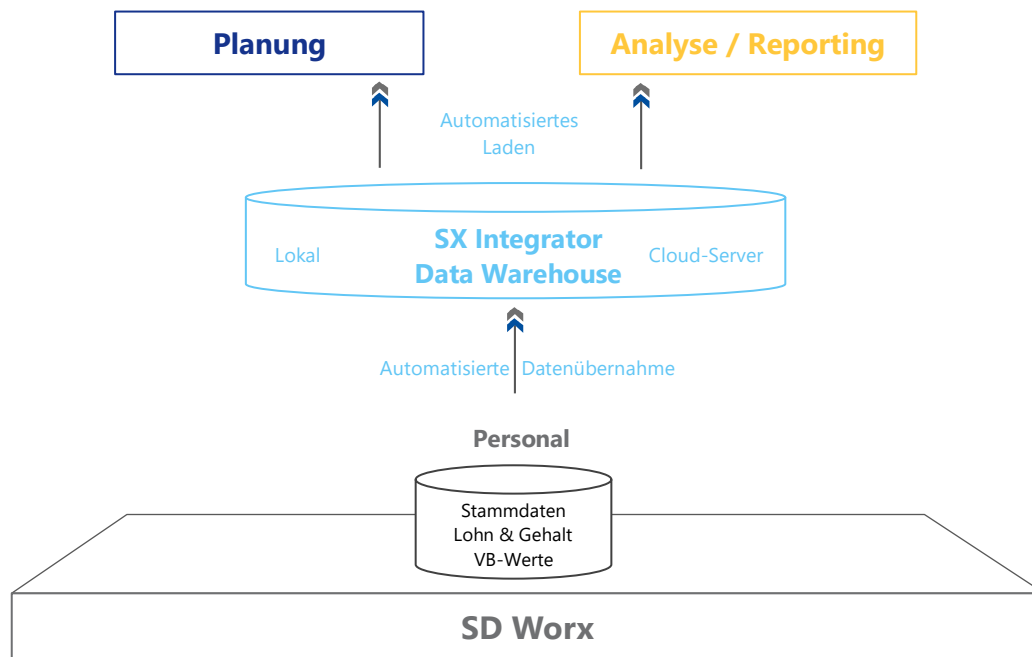 Planung
Analyse / Reporting
Automatisiertes
Laden
SX Integrator
Data Warehouse
Lokal
Cloud-Server
Automatisierte Datenübernahme
Personal
Stammdaten
Lohn & Gehalt
VB-Werte
SD Worx